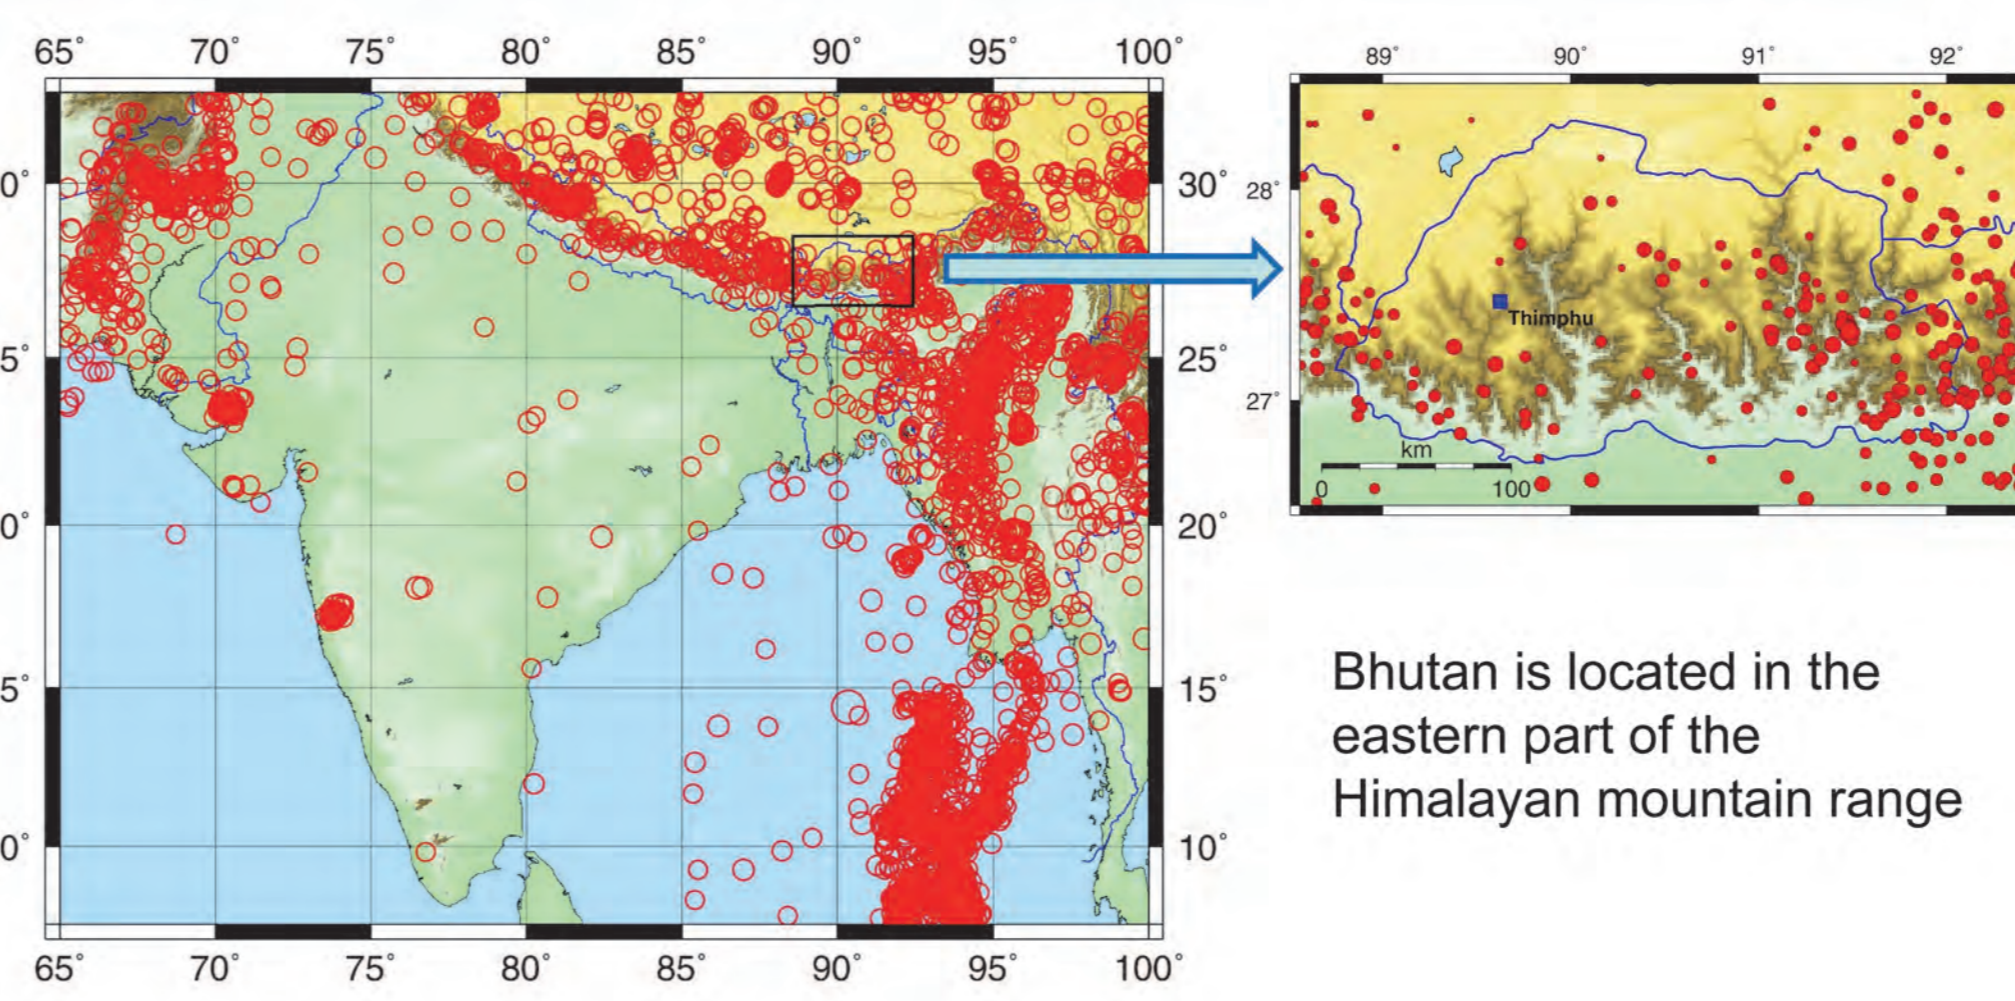 65° 70° 75° 80° 85° 90° 95° 100°
89° 90° 91° 92°
0° 30° 28°
5° 25° 27°
Thimphu
km
0 100
0° 20°
5° 15°
0° 10°
65° 70° 75° 80° 85° 90° 95° 100°
Bhutan is located in the
eastern part of the
Himalayan mountain range